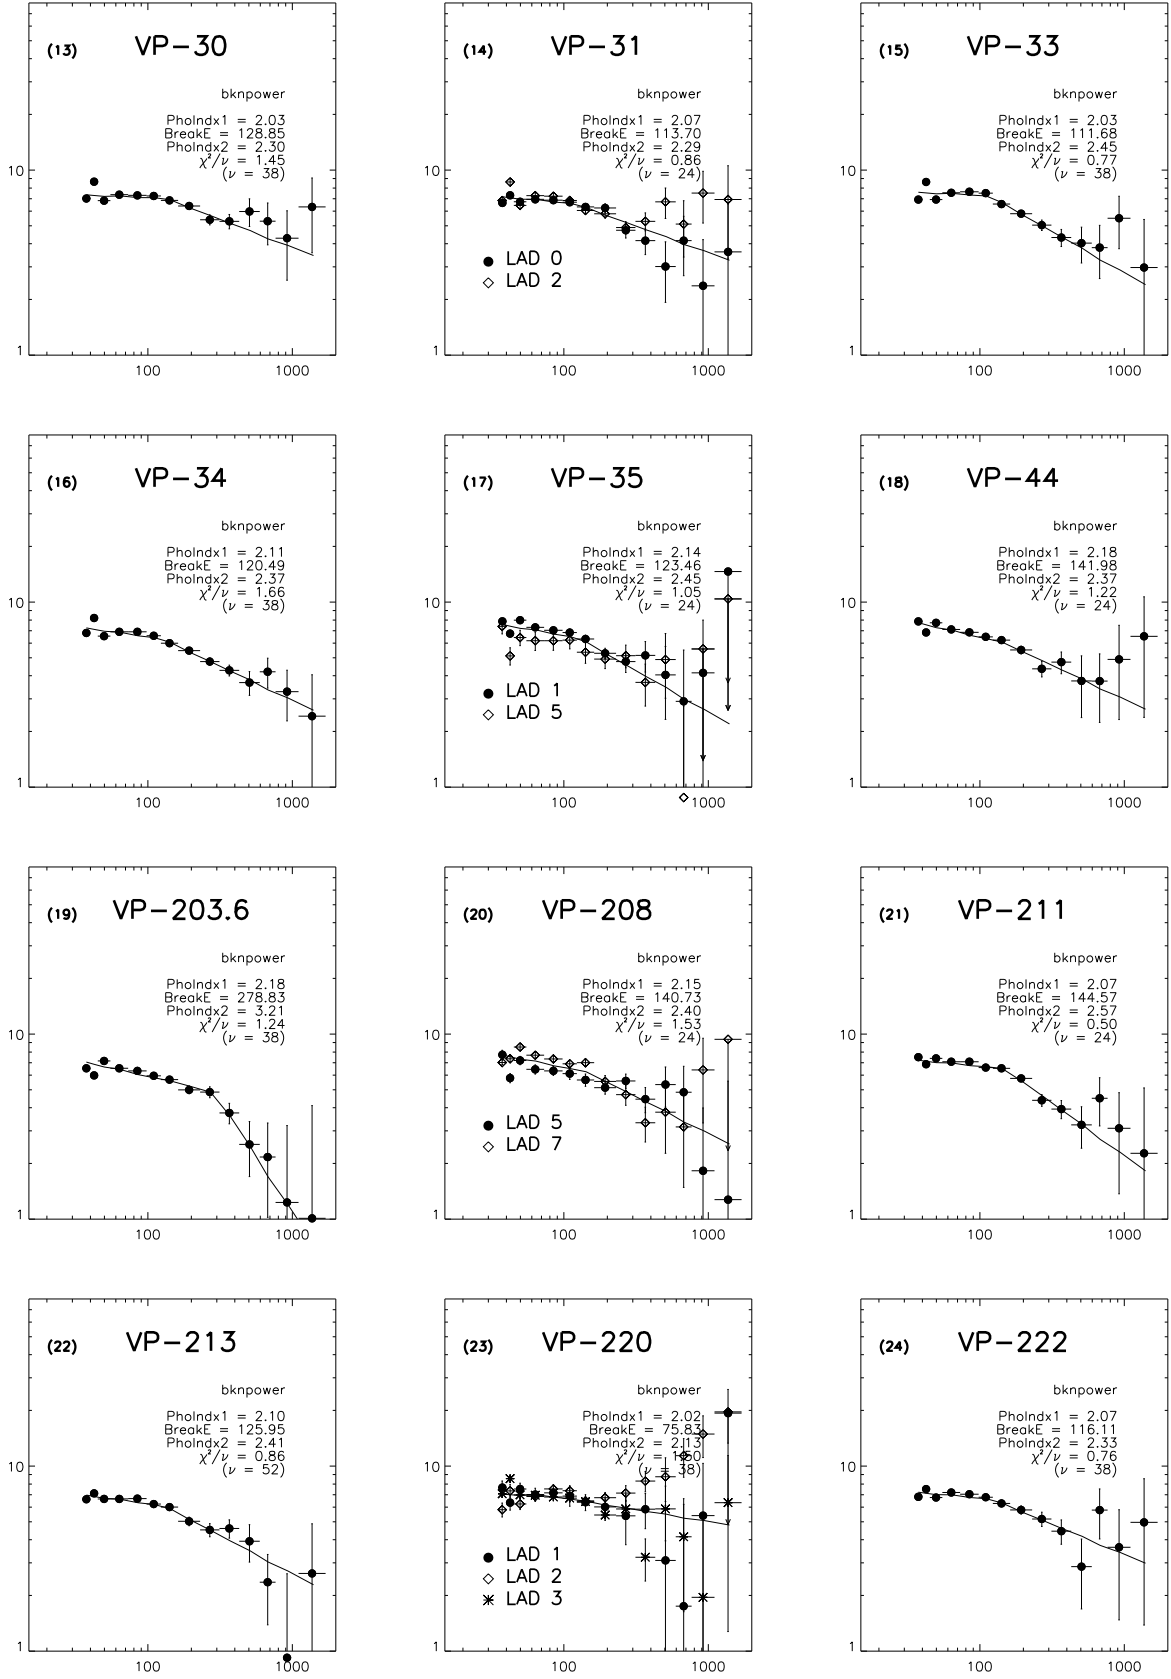 (13) VP-30
bknpower
PhoIndx1 = 2.03
BreakE = 128.85
PhoIndx2 = 2.30
χ²/ν = 1.45
(ν = 38)
10
1
100 1000
(14) VP-31
bknpower
PhoIndx1 = 2.07
BreakE = 113.70
PhoIndx2 = 2.29
χ²/ν = 0.86
(ν = 24)
10
LAD 0
LAD 2
1
100 1000
(15) VP-33
bknpower
PhoIndx1 = 2.03
BreakE = 111.68
PhoIndx2 = 2.45
χ²/ν = 0.77
(ν = 38)
10
1
100 1000
(16) VP-34
bknpower
PhoIndx1 = 2.11
BreakE = 120.49
PhoIndx2 = 2.37
χ²/ν = 1.66
(ν = 38)
10
1
100 1000
(17) VP-35
bknpower
PhoIndx1 = 2.14
BreakE = 123.46
PhoIndx2 = 2.45
χ²/ν = 1.05
(ν = 24)
10
LAD 1
LAD 5
1
100 1000
(18) VP-44
bknpower
PhoIndx1 = 2.18
BreakE = 141.98
PhoIndx2 = 2.37
χ²/ν = 1.22
(ν = 24)
10
1
100 1000
(19) VP-203.6
bknpower
PhoIndx1 = 2.18
BreakE = 278.83
PhoIndx2 = 3.21
χ²/ν = 1.24
(ν = 38)
10
1
100 1000
(20) VP-208
bknpower
PhoIndx1 = 2.15
BreakE = 140.73
PhoIndx2 = 2.40
χ²/ν = 1.53
(ν = 24)
10
LAD 5
LAD 7
1
100 1000
(21) VP-211
bknpower
PhoIndx1 = 2.07
BreakE = 144.57
PhoIndx2 = 2.57
χ²/ν = 0.50
(ν = 24)
10
1
100 1000
(22) VP-213
bknpower
PhoIndx1 = 2.10
BreakE = 125.95
PhoIndx2 = 2.41
χ²/ν = 0.86
(ν = 52)
10
1
100 1000
(23) VP-220
bknpower
PhoIndx1 = 2.02
BreakE = 75.83
PhoIndx2 = 2.13
χ²/ν = 1.50
(ν = 38)
10
LAD 1
LAD 2
LAD 3
1
100 1000
(24) VP-222
bknpower
PhoIndx1 = 2.07
BreakE = 116.11
PhoIndx2 = 2.33
χ²/ν = 0.76
(ν = 38)
10
1
100 1000